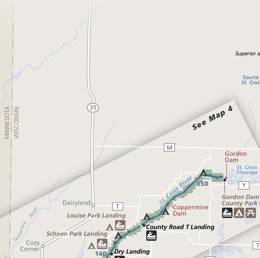 Superior a
Source
St. Croi
35
See Map 4
MINNESOTA
WISCONSIN
M
Gordon
Dam
St. Croix
Flowage
St. Croix River
150
T
Dairyland
T
Gordon Dam
County Park
Coppermine
Dam
Louise Park Landing
County Road T Landing
Schoen Park Landing
Cozy
Corner
140
Dry Landing